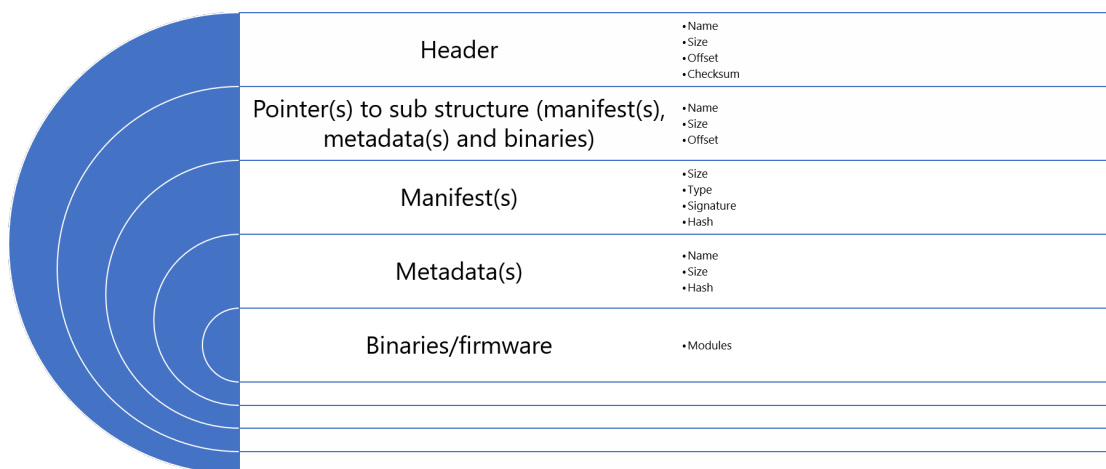 Header
•Name
•Size
•Offset
•Checksum
Pointer(s) to sub structure (manifest(s),
metadata(s) and binaries)
•Name
•Size
•Offset
Manifest(s)
•Size
•Type
•Signature
•Hash
Metadata(s)
•Name
•Size
•Hash
Binaries/firmware
•Modules